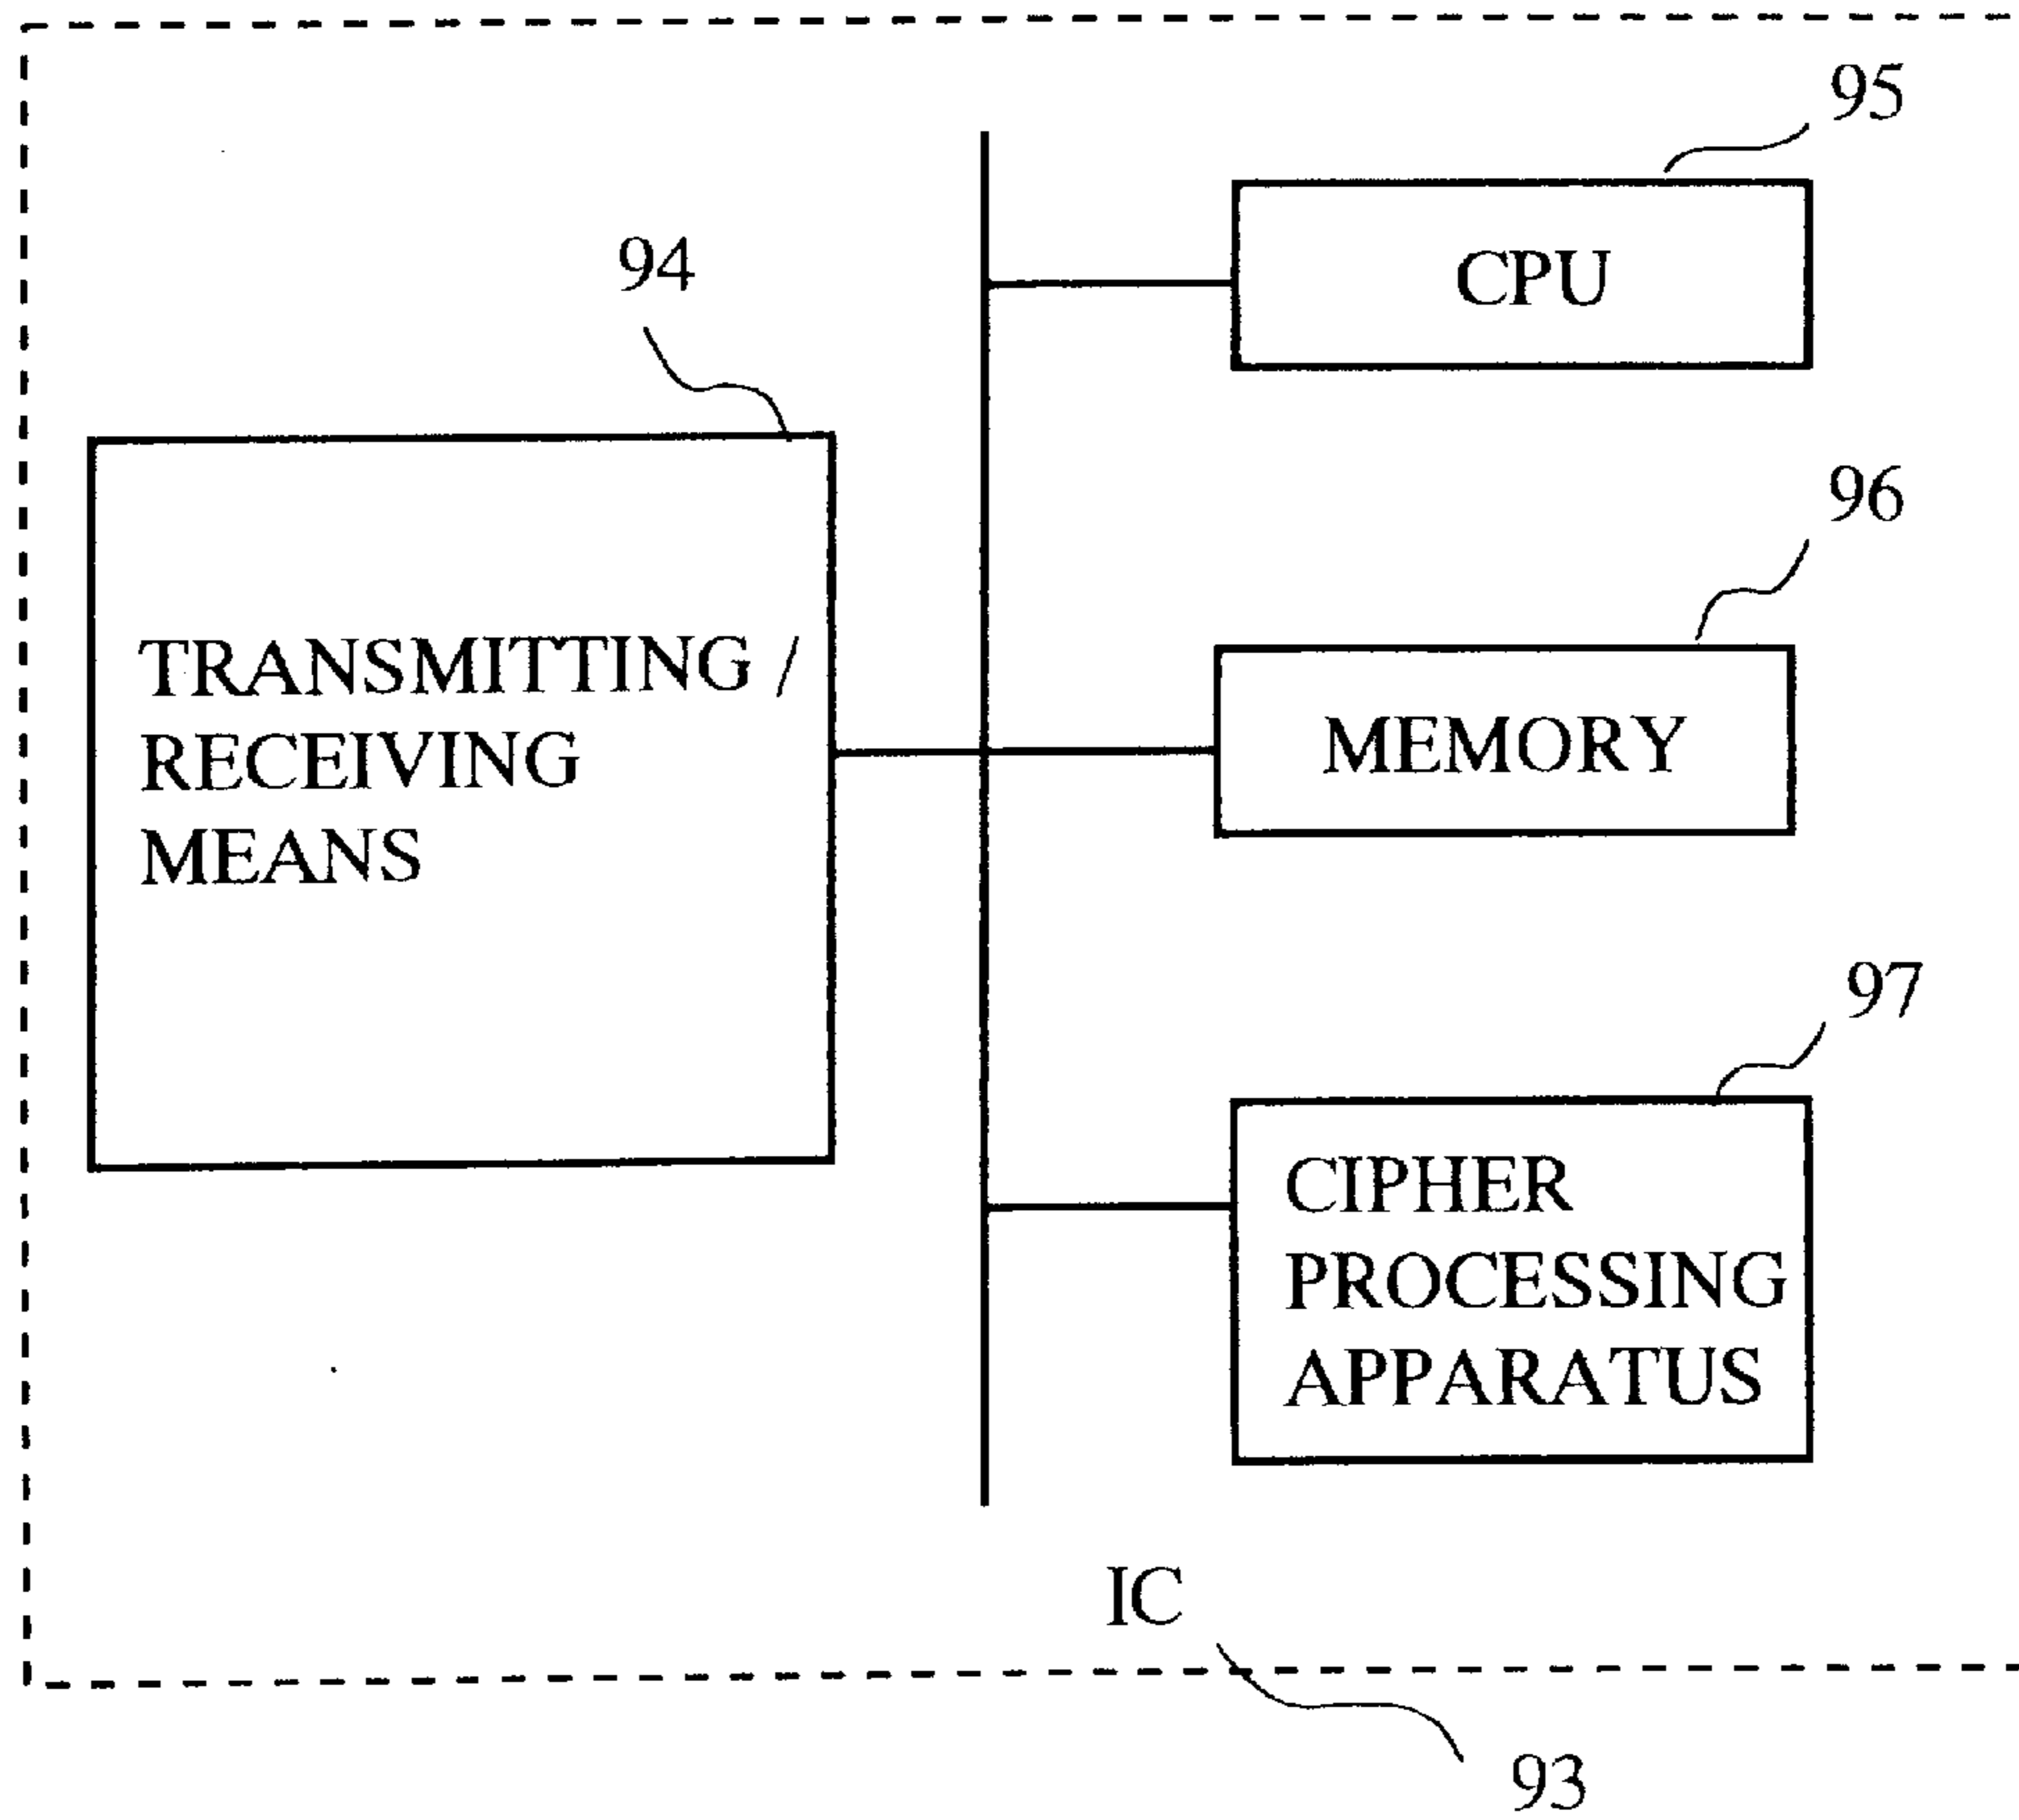 95
CPU
94
96
TRANSMITTING /
RECEIVING
MEANS
MEMORY
97
CIPHER
PROCESSING
APPARATUS
IC
93